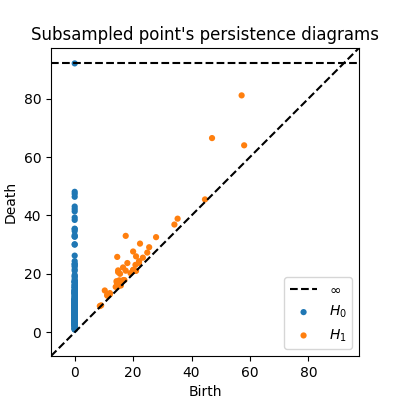 Subsampled point's persistence diagrams
Death
80
60
40
20
0
0 20 40 60 80
Birth
∞
H₀
H₁